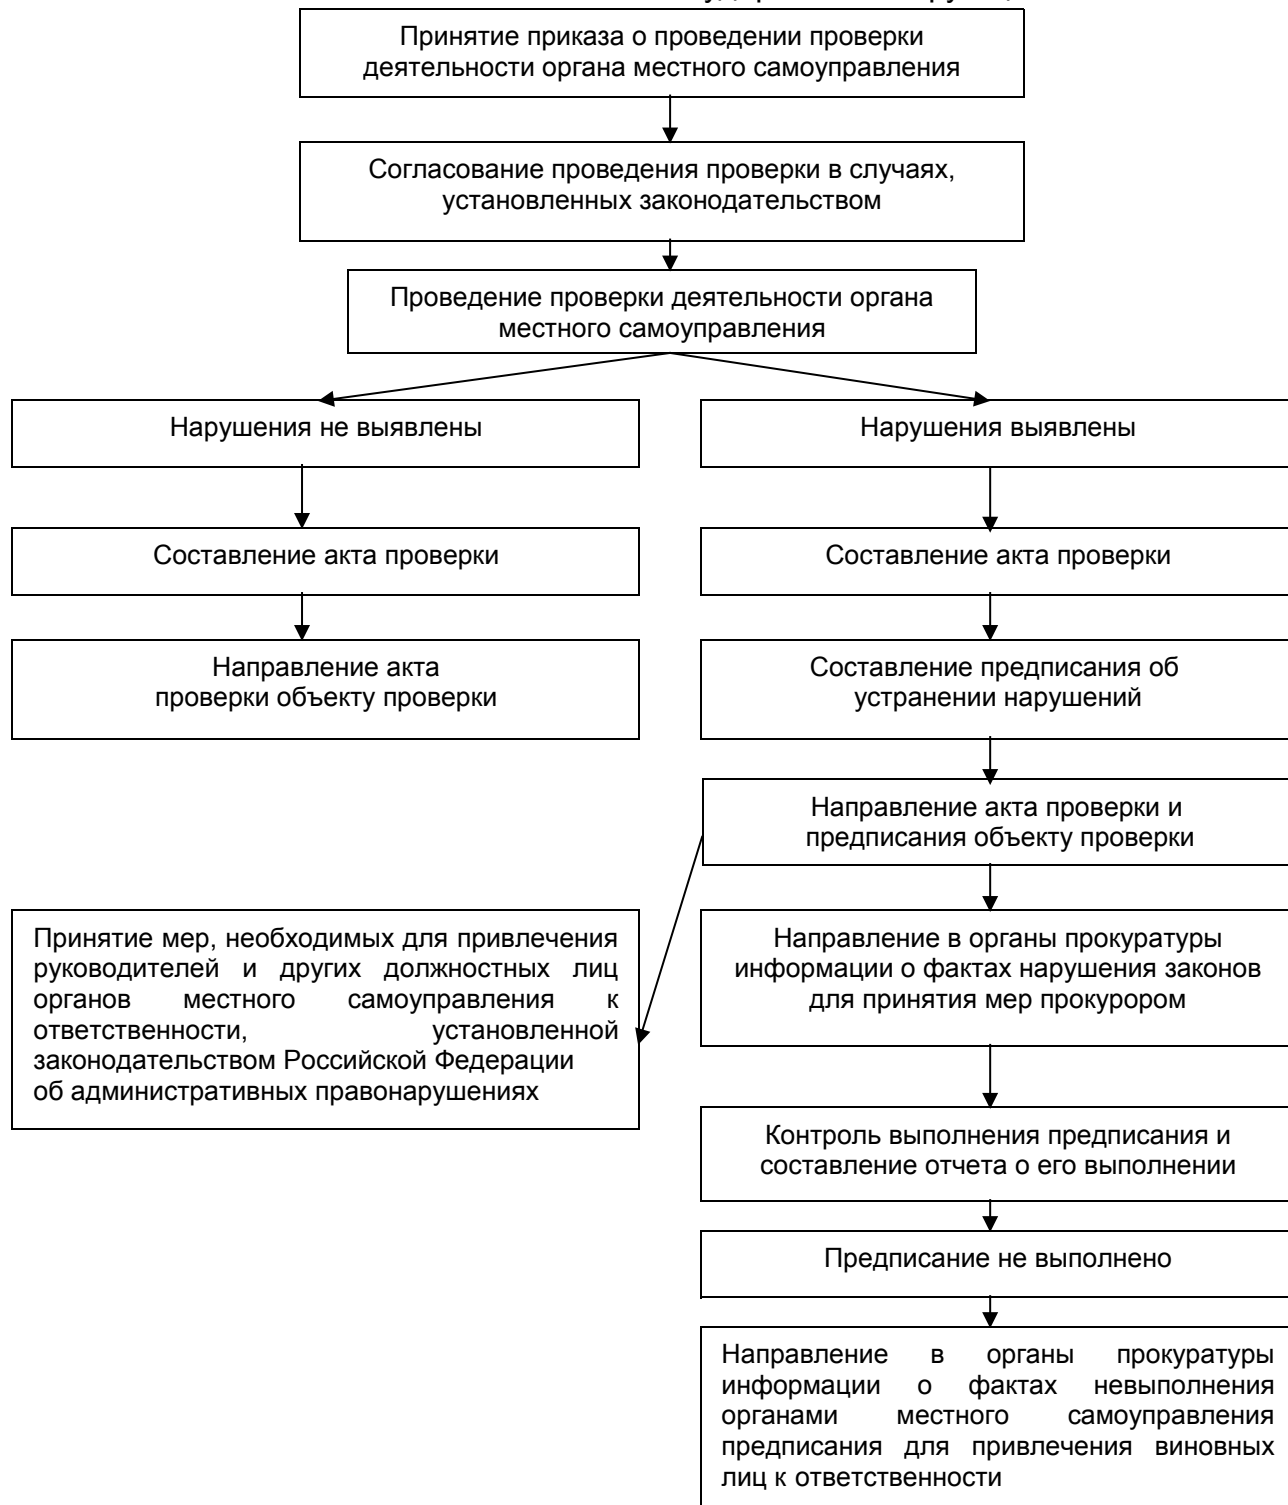 Принятие приказа о проведении проверки
деятельности органа местного самоуправления
Согласование проведения проверки в случаях,
установленных законодательством
Проведение проверки деятельности органа
местного самоуправления
Нарушения не выявлены
Нарушения выявлены
Составление акта проверки
Составление акта проверки
Направление акта
проверки объекту проверки
Составление предписания об
устранении нарушений
Направление акта проверки и
предписания объекту проверки
Принятие мер, необходимых для привлечения
руководителей и других должностных лиц
органов местного самоуправления к
ответственности, установленной
законодательством Российской Федерации
об административных правонарушениях
Направление в органы прокуратуры
информации о фактах нарушения законов
для принятия мер прокурором
Контроль выполнения предписания и
составление отчета о его выполнении
Предписание не выполнено
Направление в органы прокуратуры
информации о фактах невыполнения
органами местного самоуправления
предписания для привлечения виновных
лиц к ответственности